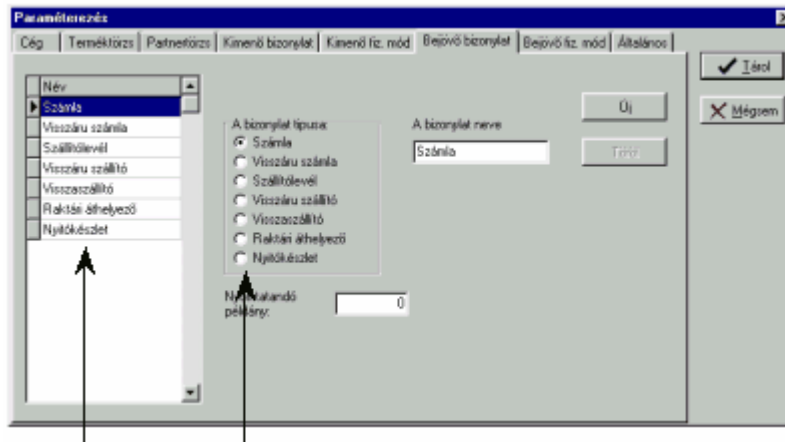 Paraméterezés
Cég Terméktörzs Partnertörzs Kimenő bizonylat Kimenő fiz. mód Bejövő bizonylat Bejövő fiz. mód Általános
Név
Számla
Visszáru számla
Szállítólevél
Visszáru szállító
Visszaszállító
Raktári áthelyező
Nyitókészlet
A bizonylat típusa:
Számla
Visszáru számla
Szállítólevél
Visszáru szállító
Visszaszállító
Raktári áthelyező
Nyitókészlet
Nyomtatandó
példány:
0
A bizonylat neve
Számla
Új
Töröl
Tárol
Mégsem